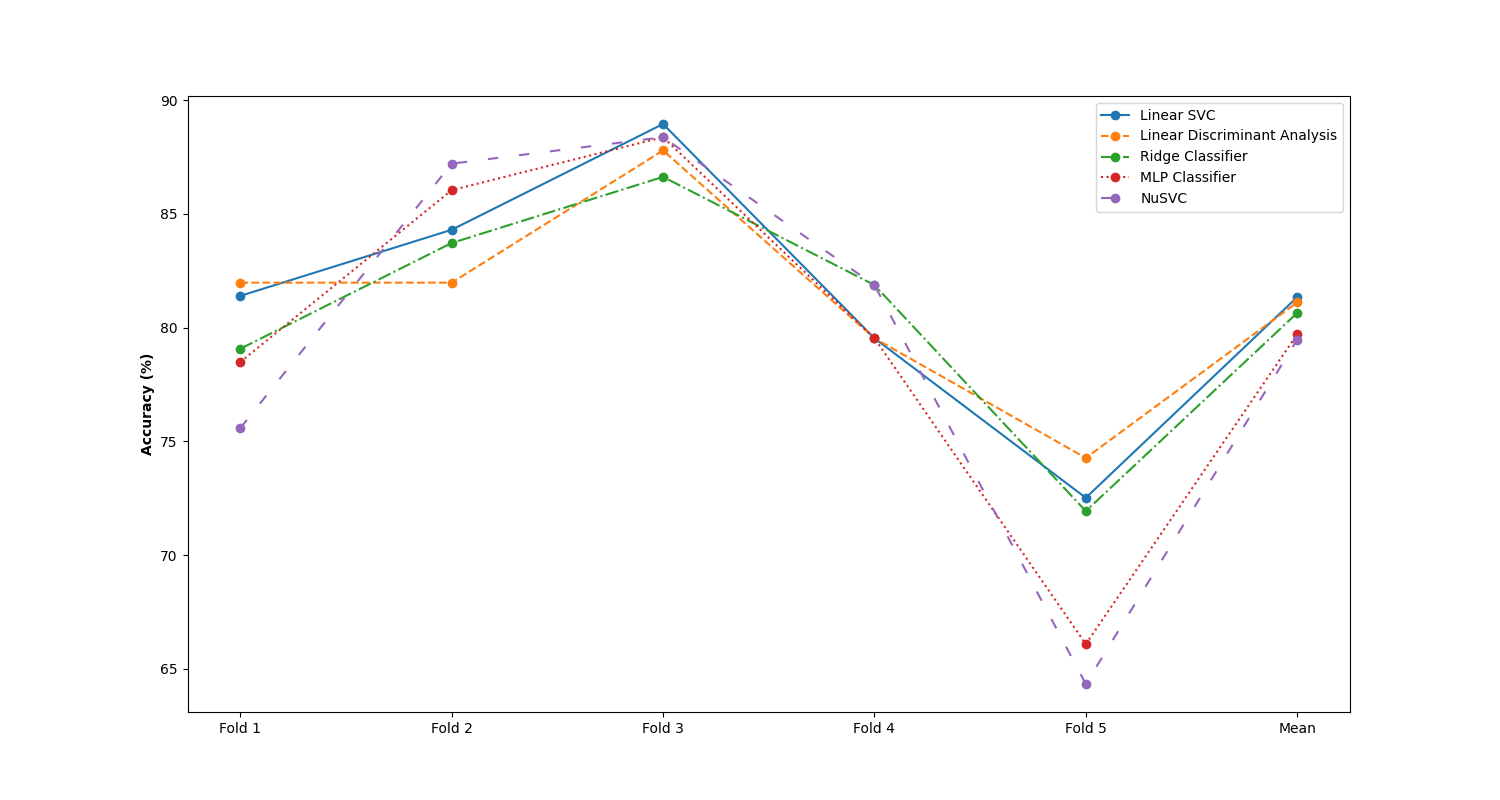 90
85
80
75
70
65
Accuracy (%)
Fold 1
Fold 2
Fold 3
Fold 4
Fold 5
Mean
Linear SVC
Linear Discriminant Analysis
Ridge Classifier
MLP Classifier
NuSVC